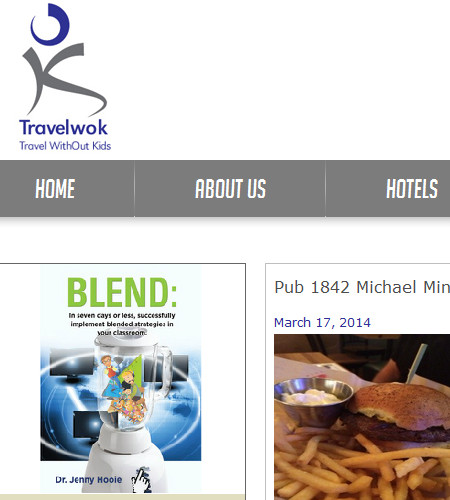 Travelwok
Travel WithOut Kids
HOME
ABOUT US
HOTELS
BLEND:
In seven days or less, successfully
implement blended strategies in
your classroom.
Dr. Jenny Hooie
Pub 1842 Michael Min
March 17, 2014